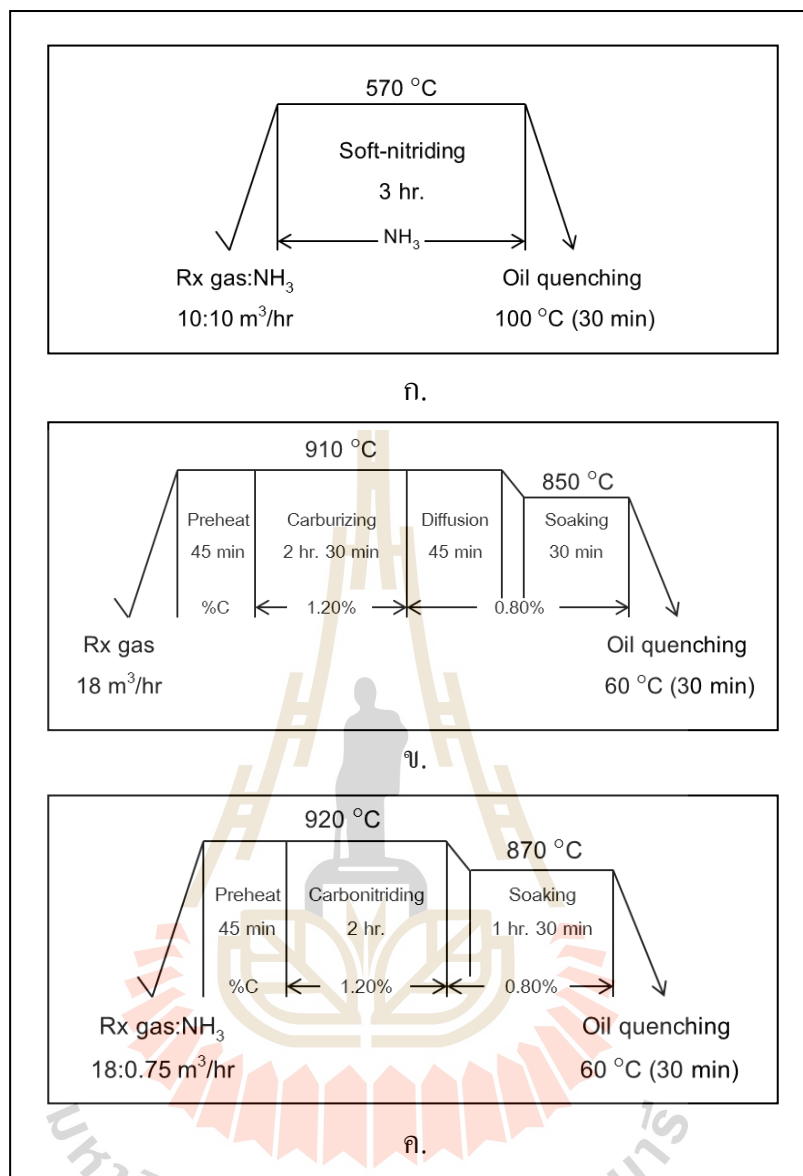 570 °C
Soft-nitriding
3 hr.
NH₃
Rx gas:NH₃ Oil quenching
10:10 m³/hr 100 °C (30 min)
ก.
910 °C
850 °C
Preheat Carburizing Diffusion Soaking
45 min 2 hr. 30 min 45 min 30 min
%C 1.20% 0.80%
Rx gas Oil quenching
18 m³/hr 60 °C (30 min)
ข.
920 °C
870 °C
Preheat Carbonitriding Soaking
45 min 2 hr. 1 hr. 30 min
%C 1.20% 0.80%
Rx gas:NH₃ Oil quenching
18:0.75 m³/hr 60 °C (30 min)
ค.